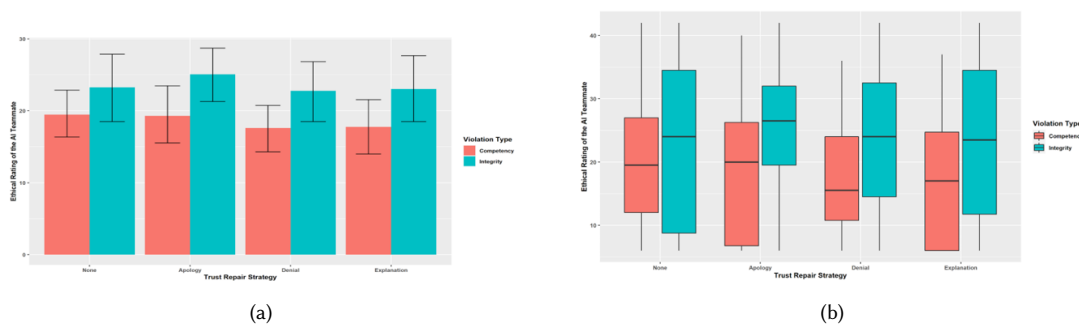 Ethical Rating of the AI Teammate
30
20
10
0
None Apology Denial Explanation
Trust Repair Strategy
Violation Type
Competency
Integrity
(a)
Ethical Rating of the AI Teammate
40
30
20
10
None Apology Denial Explanation
Trust Repair Strategy
Violation Type
Competenc
Integrity
(b)